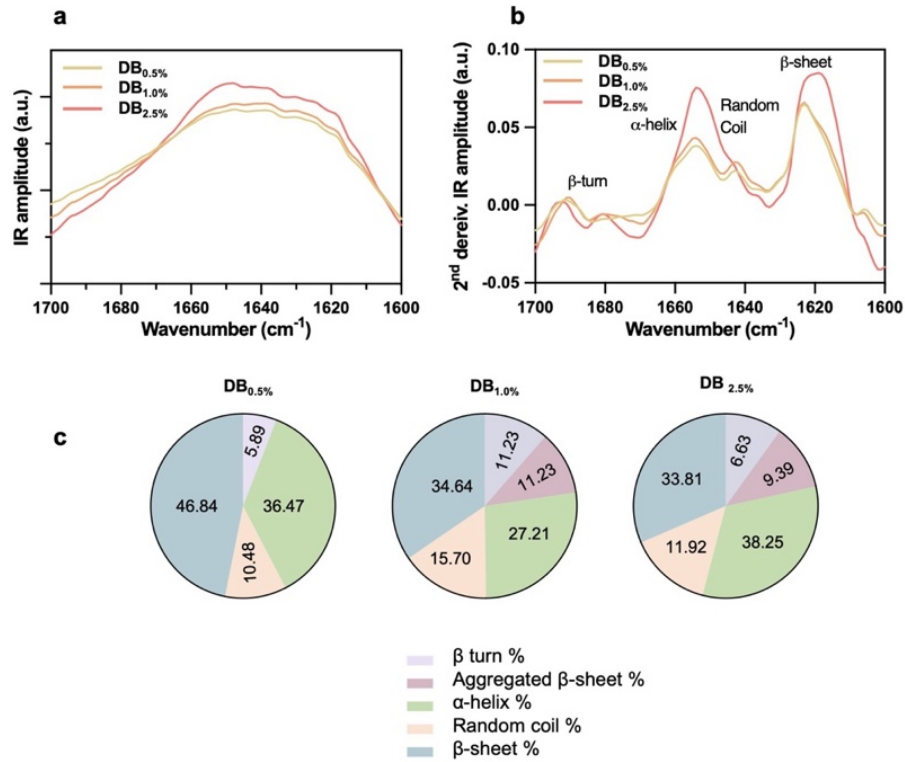 a
IR amplitude (a.u.)
DB0.5%
DB1.0%
DB2.5%
1700 1680 1660 1640 1620 1600
Wavenumber (cm-1)
b
2nd dereiv. IR amplitude (a.u.)
0.10
0.05
0.00
-0.05
DB0.5%
DB1.0%
DB2.5%
β-turn
α-helix
Random
Coil
β-sheet
1700 1680 1660 1640 1620 1600
Wavenumber (cm-1)
c
DB0.5%
5.89
36.47
10.48
46.84
DB1.0%
11.23
11.23
27.21
15.70
34.64
DB 2.5%
6.63
9.39
38.25
11.92
33.81
β turn %
Aggregated β-sheet %
α-helix %
Random coil %
β-sheet %